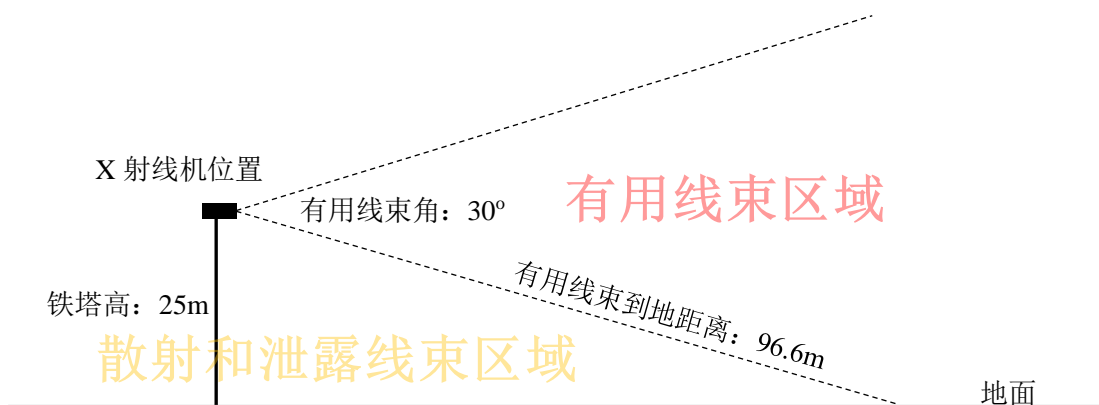 X 射线机位置
有用线束区域
有用线束角：30º
有用线束到地距离：96.6m
铁塔高：25m
散射和泄露线束区域
地面